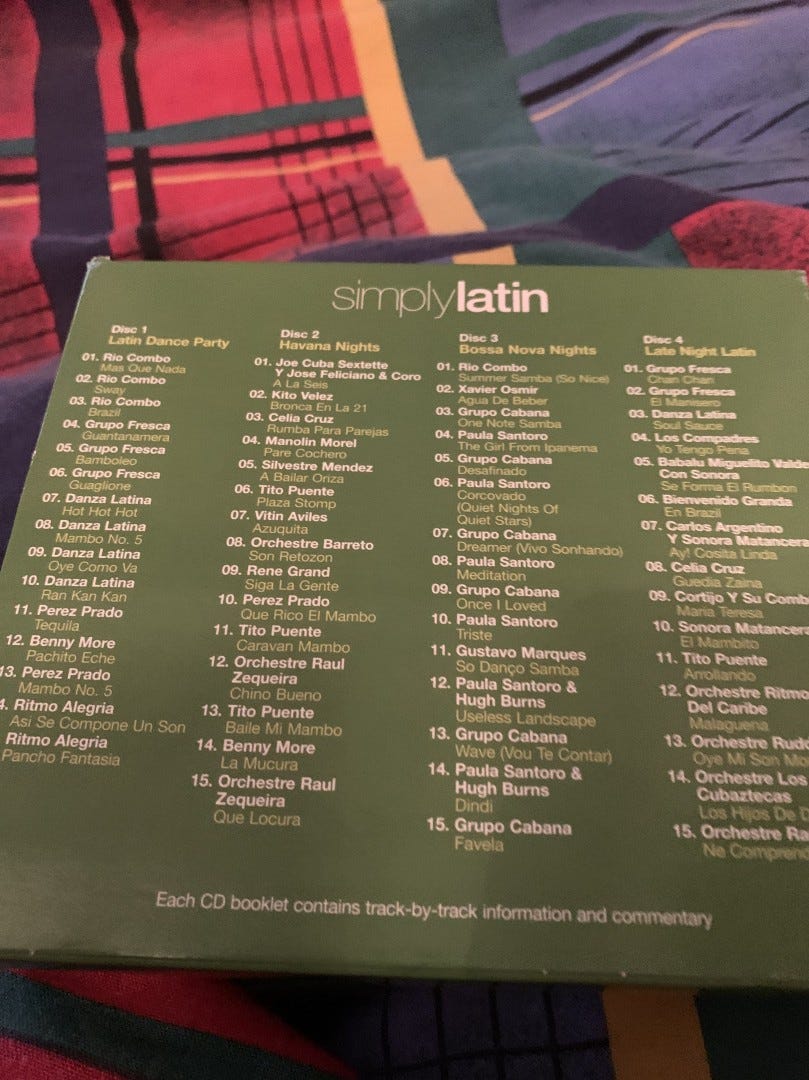 simplylatin
Disc 1
Latin Dance Party
01. Rio Combo
Mas Que Nada
02. Rio Combo
Sway
03. Rio Combo
Brazil
04. Grupo Fresca
Guantanamera
05. Grupo Fresca
Bamboleo
06. Grupo Fresca
Guaglione
07. Danza Latina
Hot Hot Hot
08. Danza Latina
Mambo No. 5
09. Danza Latina
Oye Como Va
10. Danza Latina
Ran Kan Kan
11. Perez Prado
Tequila
12. Benny More
Pachito Eche
13. Perez Prado
Mambo No. 5
4. Ritmo Alegria
Asi Se Compone Un Son
Ritmo Alegria
Pancho Fantasia
Disc 2
Havana Nights
01. Joe Cuba Sextette
Y Jose Feliciano & Coro
A La Seis
02. Kito Velez
Bronca En La 21
03. Celia Cruz
Rumba Para Parejas
04. Manolin Morel
Pare Cochero
05. Silvestre Mendez
A Bailar Oriza
06. Tito Puente
Plaza Stomp
07. Vitin Aviles
Azuquita
08. Orchestre Barreto
Son Retozon
09. Rene Grand
Siga La Gente
10. Perez Prado
Que Rico El Mambo
11. Tito Puente
Caravan Mambo
12. Orchestre Raul
Zequeira
Chino Bueno
13. Tito Puente
Baile Mi Mambo
14. Benny More
La Mucura
15. Orchestre Raul
Zequeira
Que Locura
Disc 3
Bossa Nova Nights
01. Rio Combo
Summer Samba (So Nice)
02. Xavier Osmir
Agua De Beber
03. Grupo Cabana
One Note Samba
04. Paula Santoro
The Girl From Ipanema
05. Grupo Cabana
Desafinado
06. Paula Santoro
Corcovado
(Quiet Nights Of
Quiet Stars)
07. Grupo Cabana
Dreamer (Vivo Sonhando)
08. Paula Santoro
Meditation
09. Grupo Cabana
Once I Loved
10. Paula Santoro
Triste
11. Gustavo Marques
So Danço Samba
12. Paula Santoro &
Hugh Burns
Useless Landscape
13. Grupo Cabana
Wave (Vou Te Contar)
14. Paula Santoro &
Hugh Burns
Dindi
15. Grupo Cabana
Favela
Disc 4
Late Night Latin
01. Grupo Fresca
Chan Chan
02. Grupo Fresca
El Manisero
03. Danza Latina
Soul Sauce
04. Los Compadres
Yo Tengo Pena
05. Babalu Miguelito Valde
Con Sonora
Se Forma El Rumbon
06. Bienvenido Granda
En Brazil
07. Carlos Argentino
Y Sonora Matancera
Ay! Cosita Linda
08. Celia Cruz
Guedia Zaina
09. Cortijo Y Su Comb
Maria Teresa
10. Sonora Matancer
El Mambito
11. Tito Puente
Arrollando
12. Orchestre Ritmo
Del Caribe
Malaguena
13. Orchestre Rud
Oye Mi Son Mo
14. Orchestre Los
Cubaztecas
Los Hijos De
15. Orchestre Ra
Ne Compren
Each CD booklet contains track-by-track information and commentary